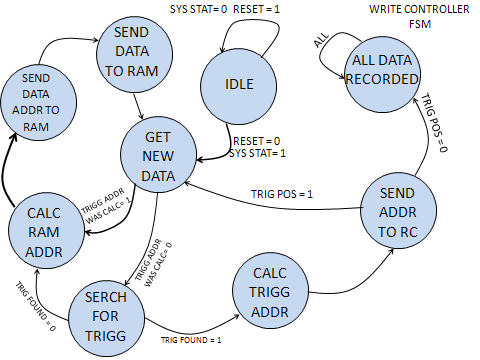 SYS STAT= 0  RESET = 1
WRITE CONTROLLER
FSM
SEND
DATA
TO RAM
ALL
ALL DATA
RECORDED
SEND
DATA
ADDR TO
RAM
IDLE
TRIG POS = 0
GET
NEW
DATA
RESET = 0
SYS STAT= 1
TRIG POS = 1
SEND
ADDR
TO RC
TRIGG ADDR
WAS CALC= 1
CALC
RAM
ADDR
TRIGG ADDR
WAS CALC= 0
CALC
TRIGG
ADDR
TRIG FOUND = 0
SERCH
FOR
TRIGG
TRIG FOUND = 1